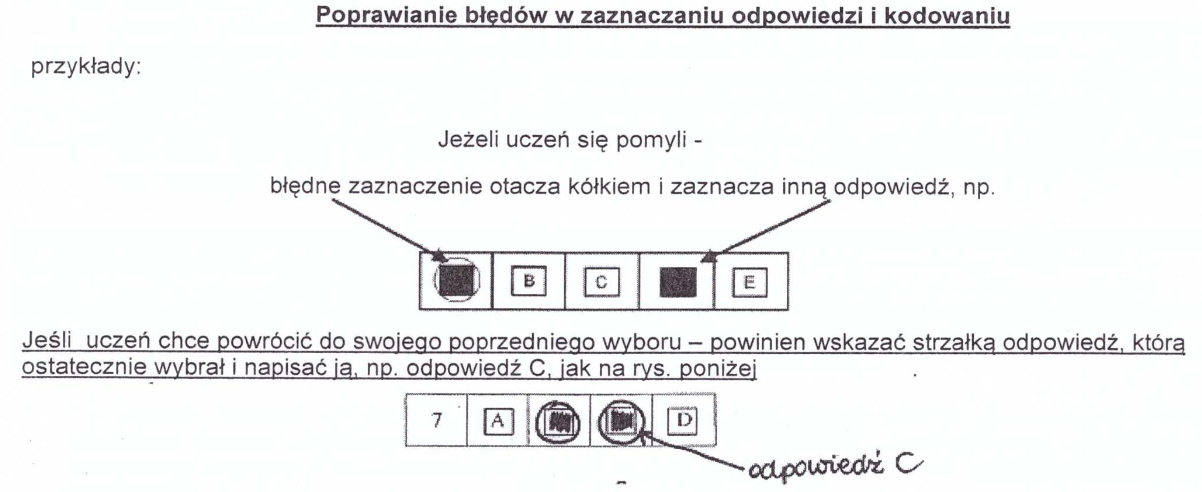 Poprawianie błędów w zaznaczaniu odpowiedzi i kodowaniu
przykłady:
Jeżeli uczeń się pomyli -
błędne zaznaczenie otacza kółkiem i zaznacza inną odpowiedź, np.
B C E
Jeśli uczeń chce powrócić do swojego poprzedniego wyboru – powinien wskazać strzałką odpowiedź, którą
ostatecznie wybrał i napisać ją, np. odpowiedź C, jak na rys. poniżej
7 A D
odpowiedź C